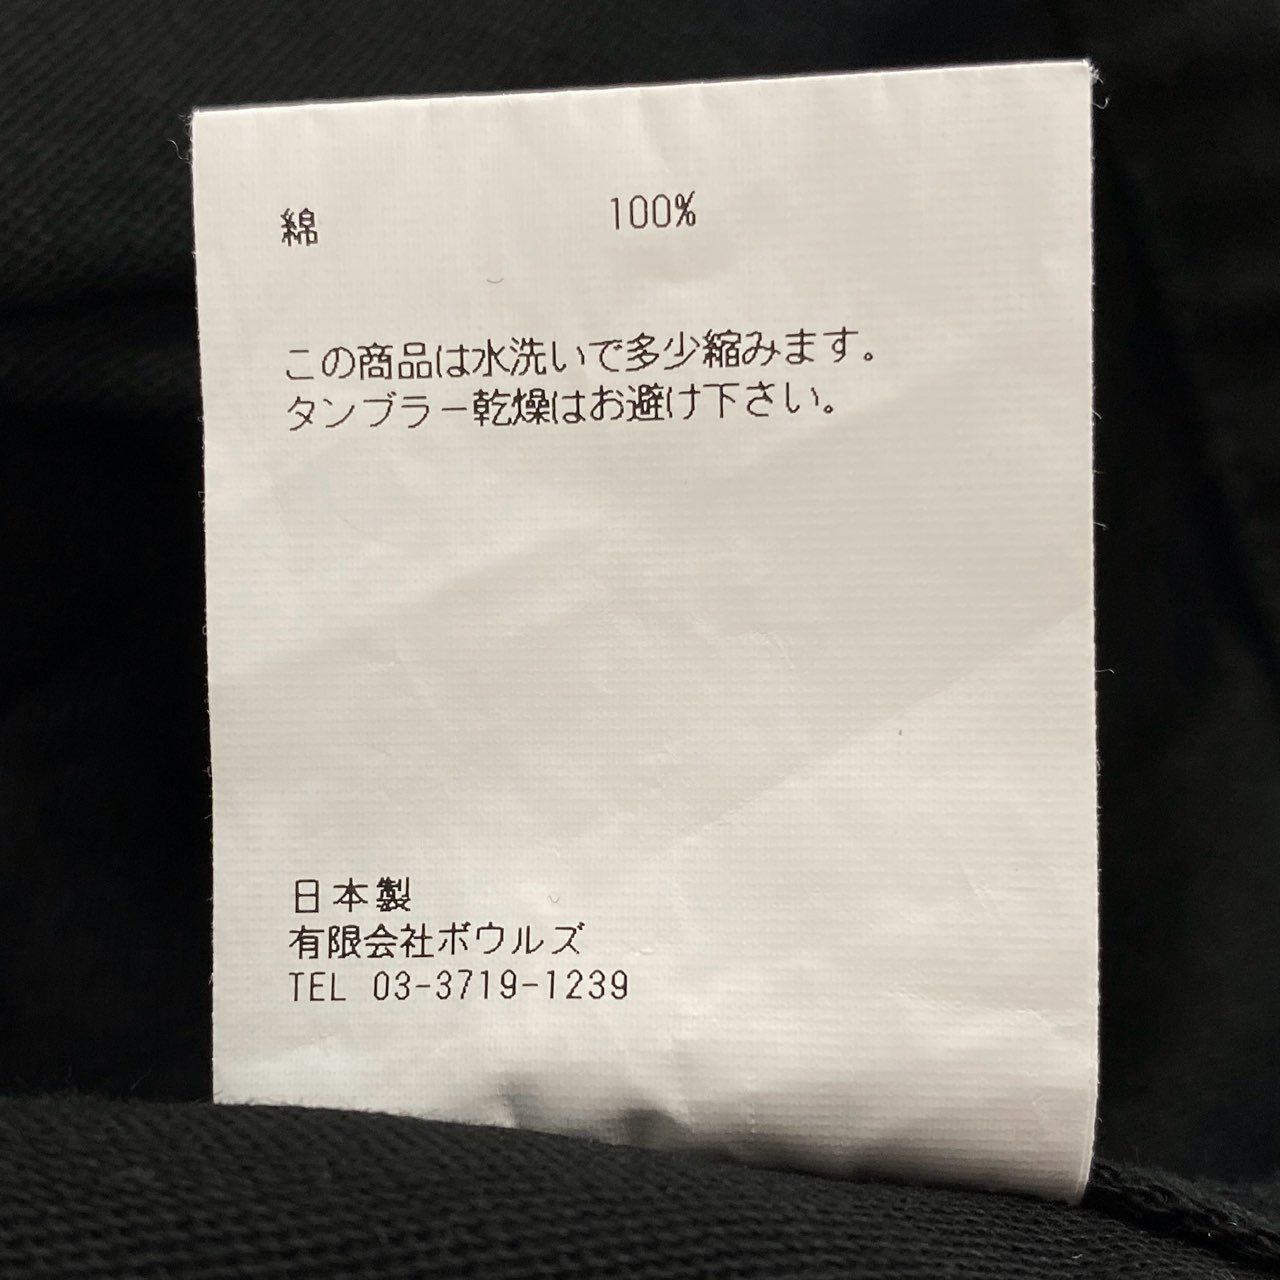 綿 100%
この商品は水洗いで多少縮みます。
タンブラー乾燥はお避け下さい。
日本製
有限会社ボウルズ
TEL 03-3719-1239